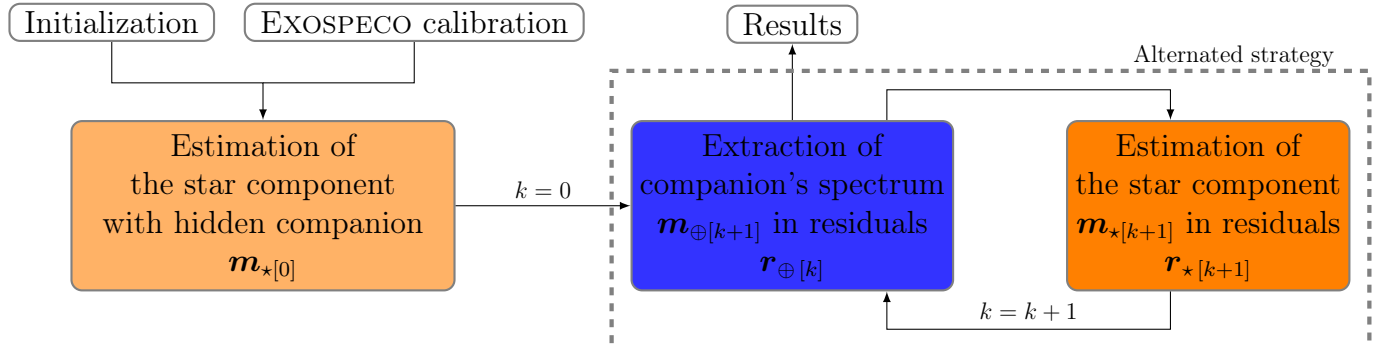 Initialization
EXOSPECO calibration
Results
Alternated strategy
Estimation of
the star component
with hidden companion
m⋆[0]
k = 0
Extraction of
companion's spectrum
m⊕[k+1] in residuals
r⊕[k]
Estimation of
the star component
m⋆[k+1] in residuals
r⋆[k+1]
k = k + 1